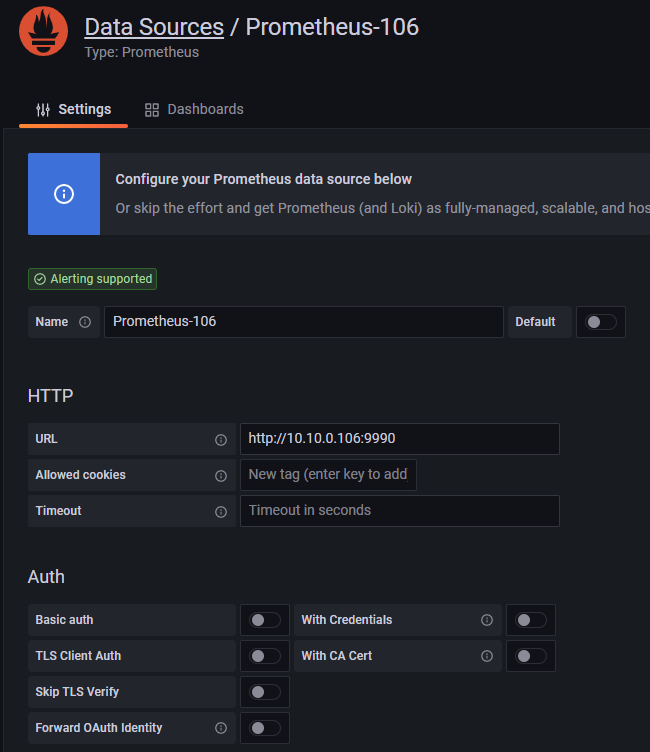 Data Sources / Prometheus-106
Type: Prometheus
Settings Dashboards
Configure your Prometheus data source below
Or skip the effort and get Prometheus (and Loki) as fully-managed, scalable, and hos
Alerting supported
Name Prometheus-106 Default
HTTP
URL http://10.10.0.106:9990
Allowed cookies New tag (enter key to add
Timeout Timeout in seconds
Auth
Basic auth With Credentials
TLS Client Auth With CA Cert
Skip TLS Verify
Forward OAuth Identity